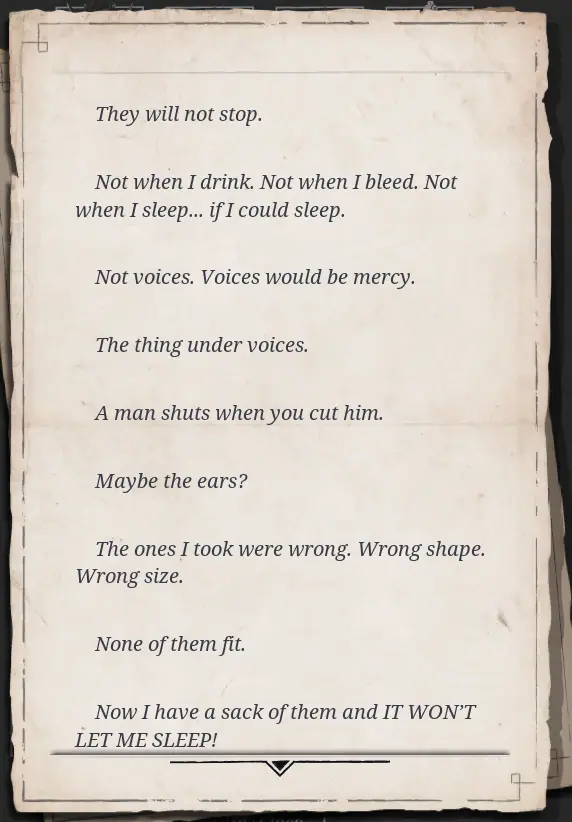 They will not stop.
Not when I drink. Not when I bleed. Not
when I sleep... if I could sleep.
Not voices. Voices would be mercy.
The thing under voices.
A man shuts when you cut him.
Maybe the ears?
The ones I took were wrong. Wrong shape.
Wrong size.
None of them fit.
Now I have a sack of them and IT WON’T
LET ME SLEEP!